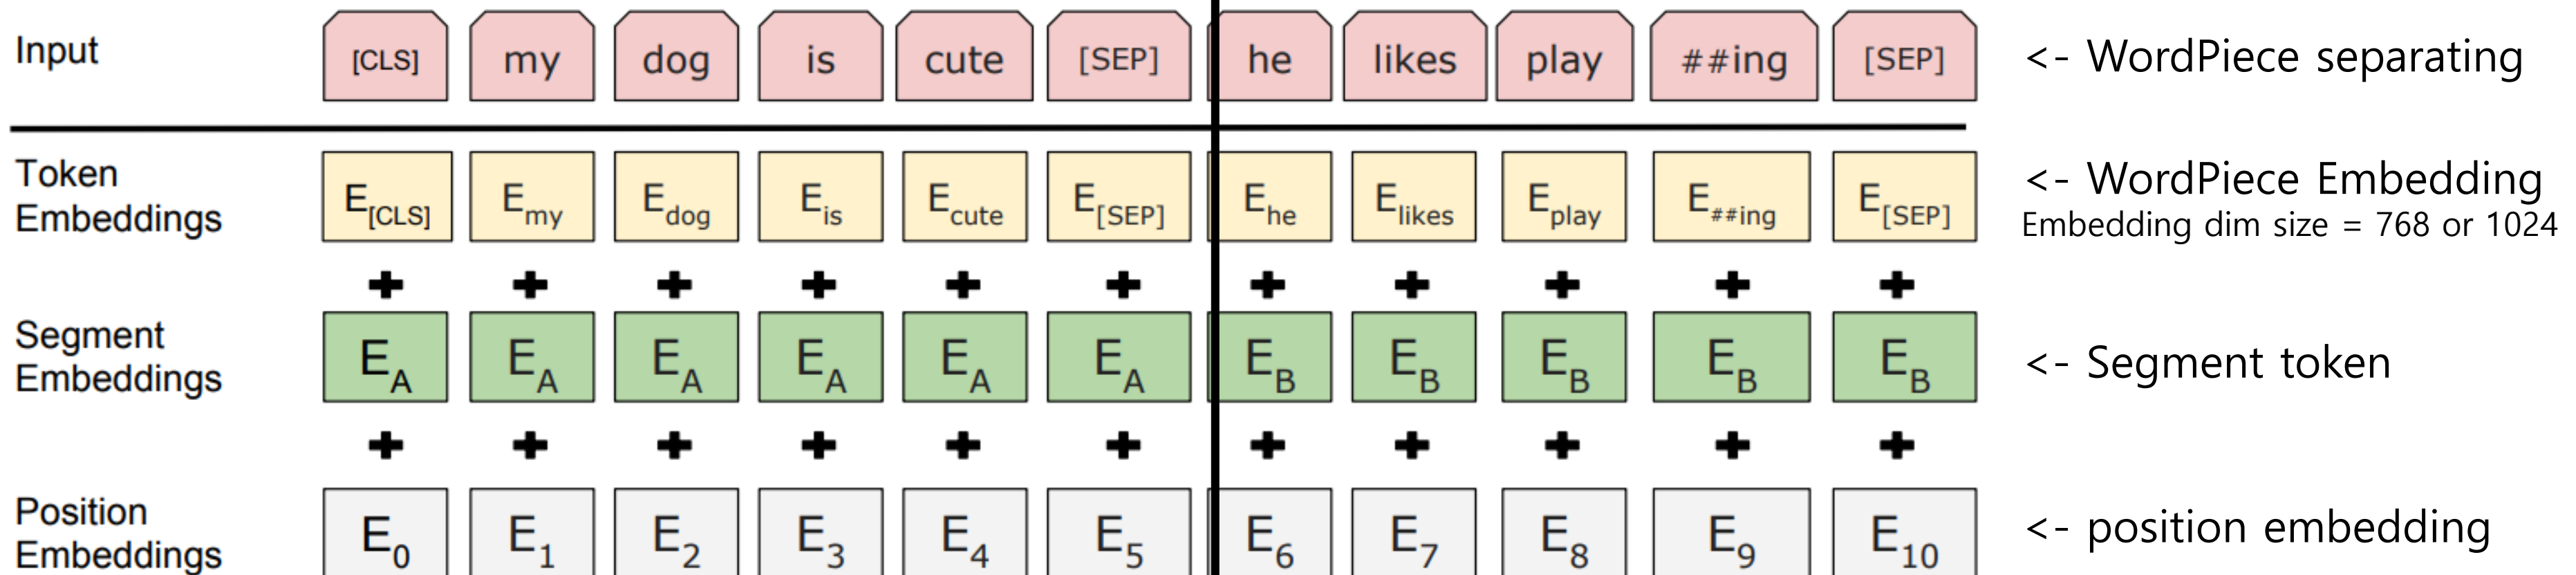 Input [CLS] my dog is cute [SEP] he likes play ##ing [SEP] <- WordPiece separating
Token
Embeddings E[CLS] Emy Edog Eis Ecute E[SEP] Ehe Elikes Eplay E##ing E[SEP] <- WordPiece Embedding
Embedding dim size = 768 or 1024
+ + + + + + + + + + +
Segment
Embeddings EA EA EA EA EA EA EB EB EB EB EB <- Segment token
+ + + + + + + + + + +
Position
Embeddings E0 E1 E2 E3 E4 E5 E6 E7 E8 E9 E10 <- position embedding